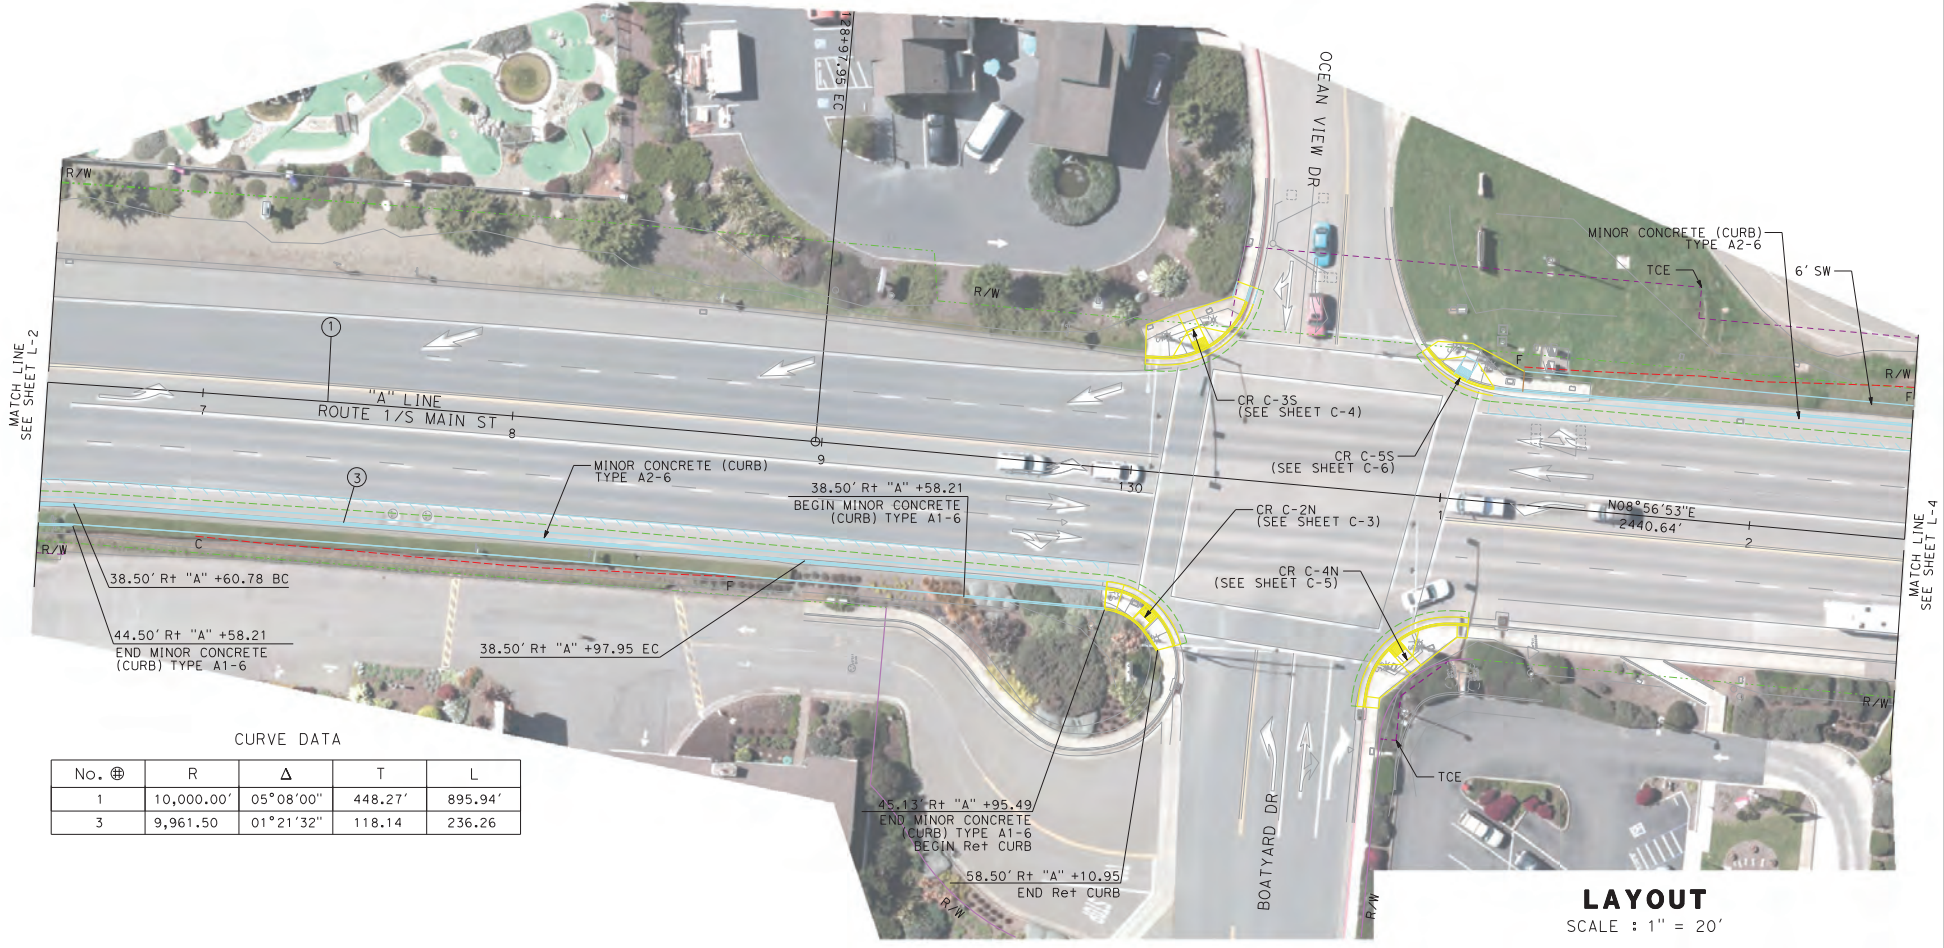 128+97.95 EC
OCEAN VIEW DR
R/W
MINOR CONCRETE (CURB)
TYPE A2-6
TCE
6' SW
R/W
MATCH LINE
SEE SHEET L-2
1
"A" LINE
ROUTE 1/S MAIN ST
7
8
9
130
1
2
F
R/W
F
CR C-3S
(SEE SHEET C-4)
CR C-5S
(SEE SHEET C-6)
3
MINOR CONCRETE (CURB)
TYPE A2-6
38.50' Rt "A" +58.21
BEGIN MINOR CONCRETE
(CURB) TYPE A1-6
CR C-2N
(SEE SHEET C-3)
N08°56'53"E
2440.64'
MATCH LINE
SEE SHEET L-4
R/W
C
F
38.50' Rt "A" +60.78 BC
CR C-4N
(SEE SHEET C-5)
44.50' Rt "A" +58.21
END MINOR CONCRETE
(CURB) TYPE A1-6
38.50' Rt "A" +97.95 EC
R/W
TCE
CURVE DATA
No. R Δ T L
1 10,000.00' 05°08'00" 448.27' 895.94'
3 9,961.50 01°21'32" 118.14 236.26
45.13' Rt "A" +95.49
END MINOR CONCRETE
(CURB) TYPE A1-6
BEGIN Ret CURB
58.50' Rt "A" +10.95
END Ret CURB
R/W
BOATYARD DR
R/W
LAYOUT
SCALE : 1" = 20'